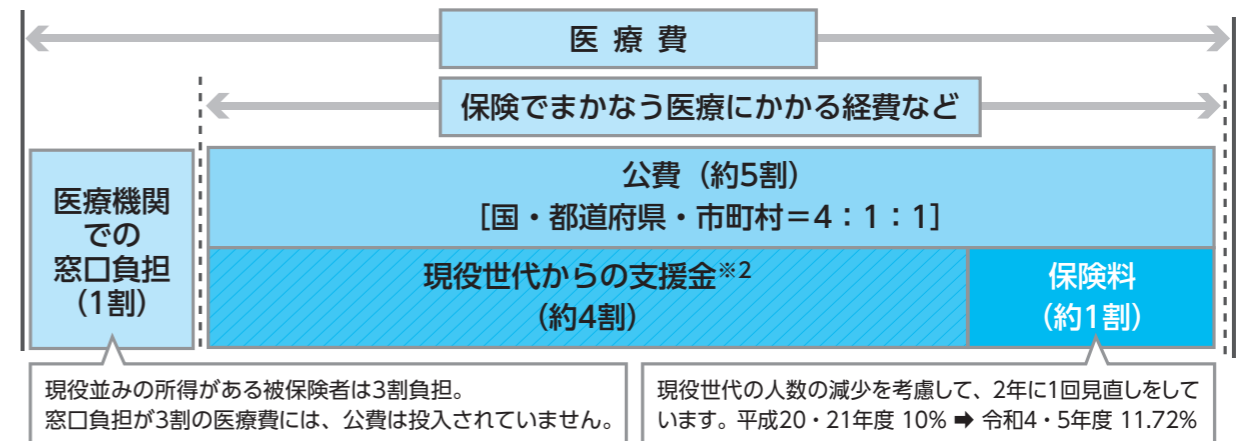 医療費
保険でまかなう医療にかかる経費など
医療機関
での
窓口負担
(1割)
公費（約5割）
[国・都道府県・市町村＝4：1：1]
現役世代からの支援金※2
(約4割)
保険料
(約1割)
現役並みの所得がある被保険者は3割負担。
窓口負担が3割の医療費には、公費は投入されていません。
現役世代の人数の減少を考慮して、2年に1回見直しをして
います。平成20・21年度 10% ➡ 令和4・5年度 11.72%